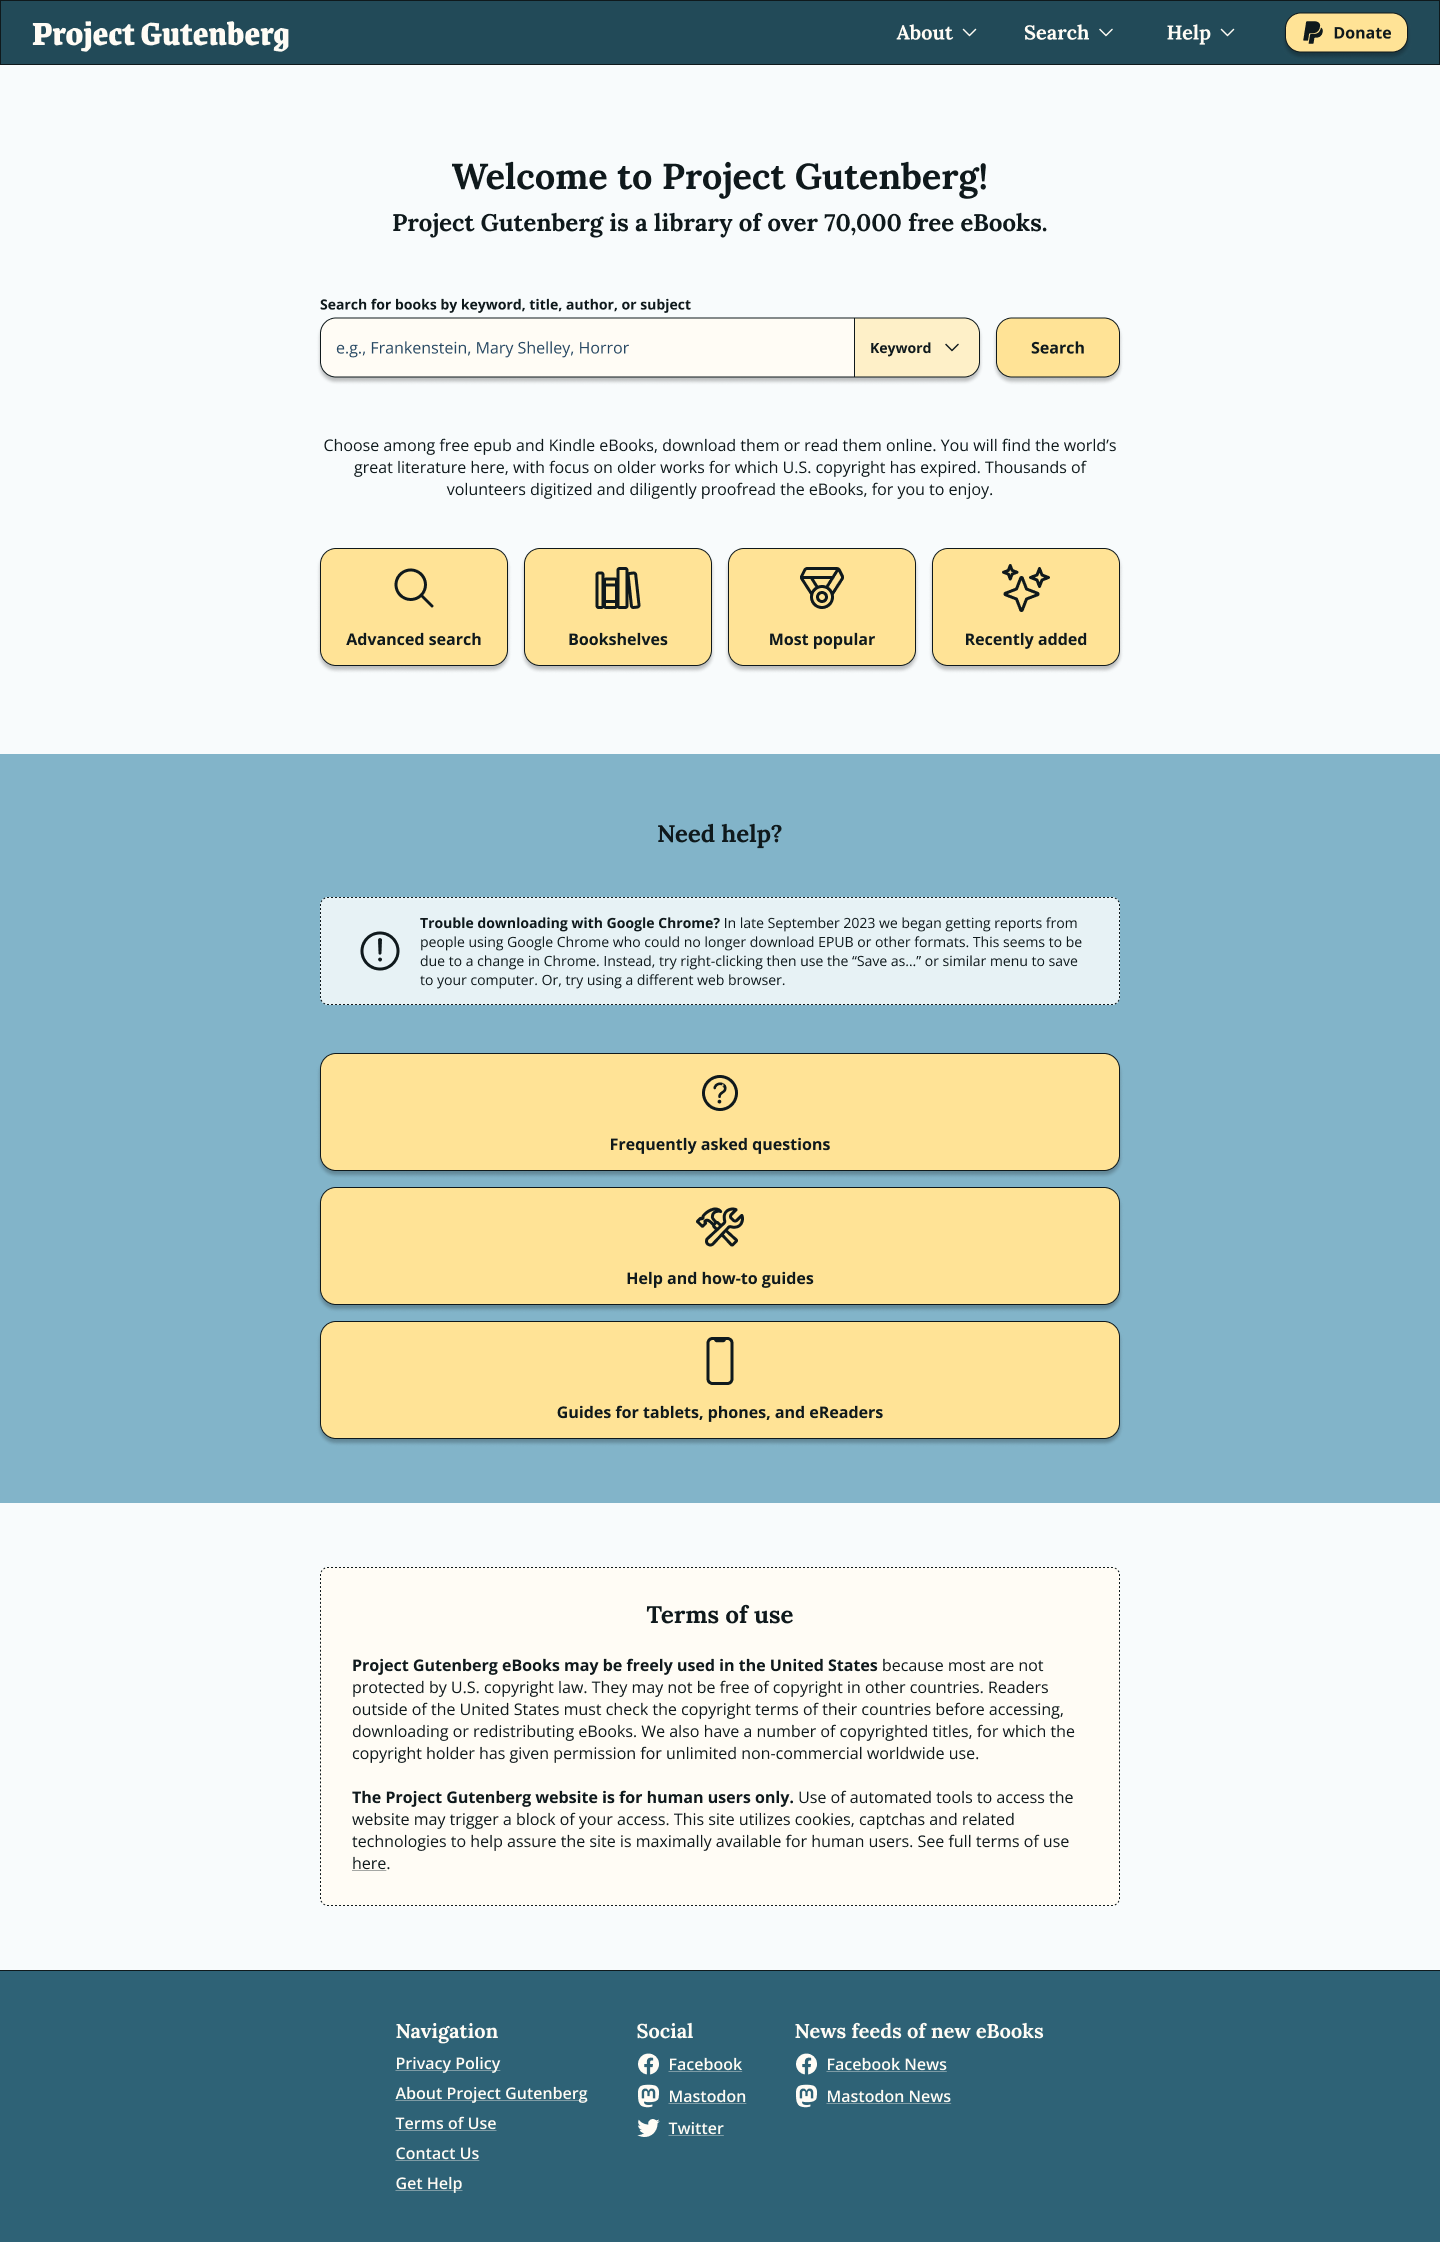 Project Gutenberg
About
Search
Help
Donate
Welcome to Project Gutenberg!
Project Gutenberg is a library of over 70,000 free eBooks.
Search for books by keyword, title, author, or subject
e.g., Frankenstein, Mary Shelley, Horror
Keyword
Search
Choose among free epub and Kindle eBooks, download them or read them online. You will find the world’s
great literature here, with focus on older works for which U.S. copyright has expired. Thousands of
volunteers digitized and diligently proofread the eBooks, for you to enjoy.
Advanced search
Bookshelves
Most popular
Recently added
Need help?
Trouble downloading with Google Chrome? In late September 2023 we began getting reports from
people using Google Chrome who could no longer download EPUB or other formats. This seems to be
due to a change in Chrome. Instead, try right-clicking then use the “Save as...” or similar menu to save
to your computer. Or, try using a different web browser.
Frequently asked questions
Help and how-to guides
Guides for tablets, phones, and eReaders
Terms of use
Project Gutenberg eBooks may be freely used in the United States because most are not
protected by U.S. copyright law. They may not be free of copyright in other countries. Readers
outside of the United States must check the copyright terms of their countries before accessing,
downloading or redistributing eBooks. We also have a number of copyrighted titles, for which the
copyright holder has given permission for unlimited non-commercial worldwide use.
The Project Gutenberg website is for human users only. Use of automated tools to access the
website may trigger a block of your access. This site utilizes cookies, captchas and related
technologies to help assure the site is maximally available for human users. See full terms of use
here.
Navigation
Privacy Policy
About Project Gutenberg
Terms of Use
Contact Us
Get Help
Social
Facebook
Mastodon
Twitter
News feeds of new eBooks
Facebook News
Mastodon News